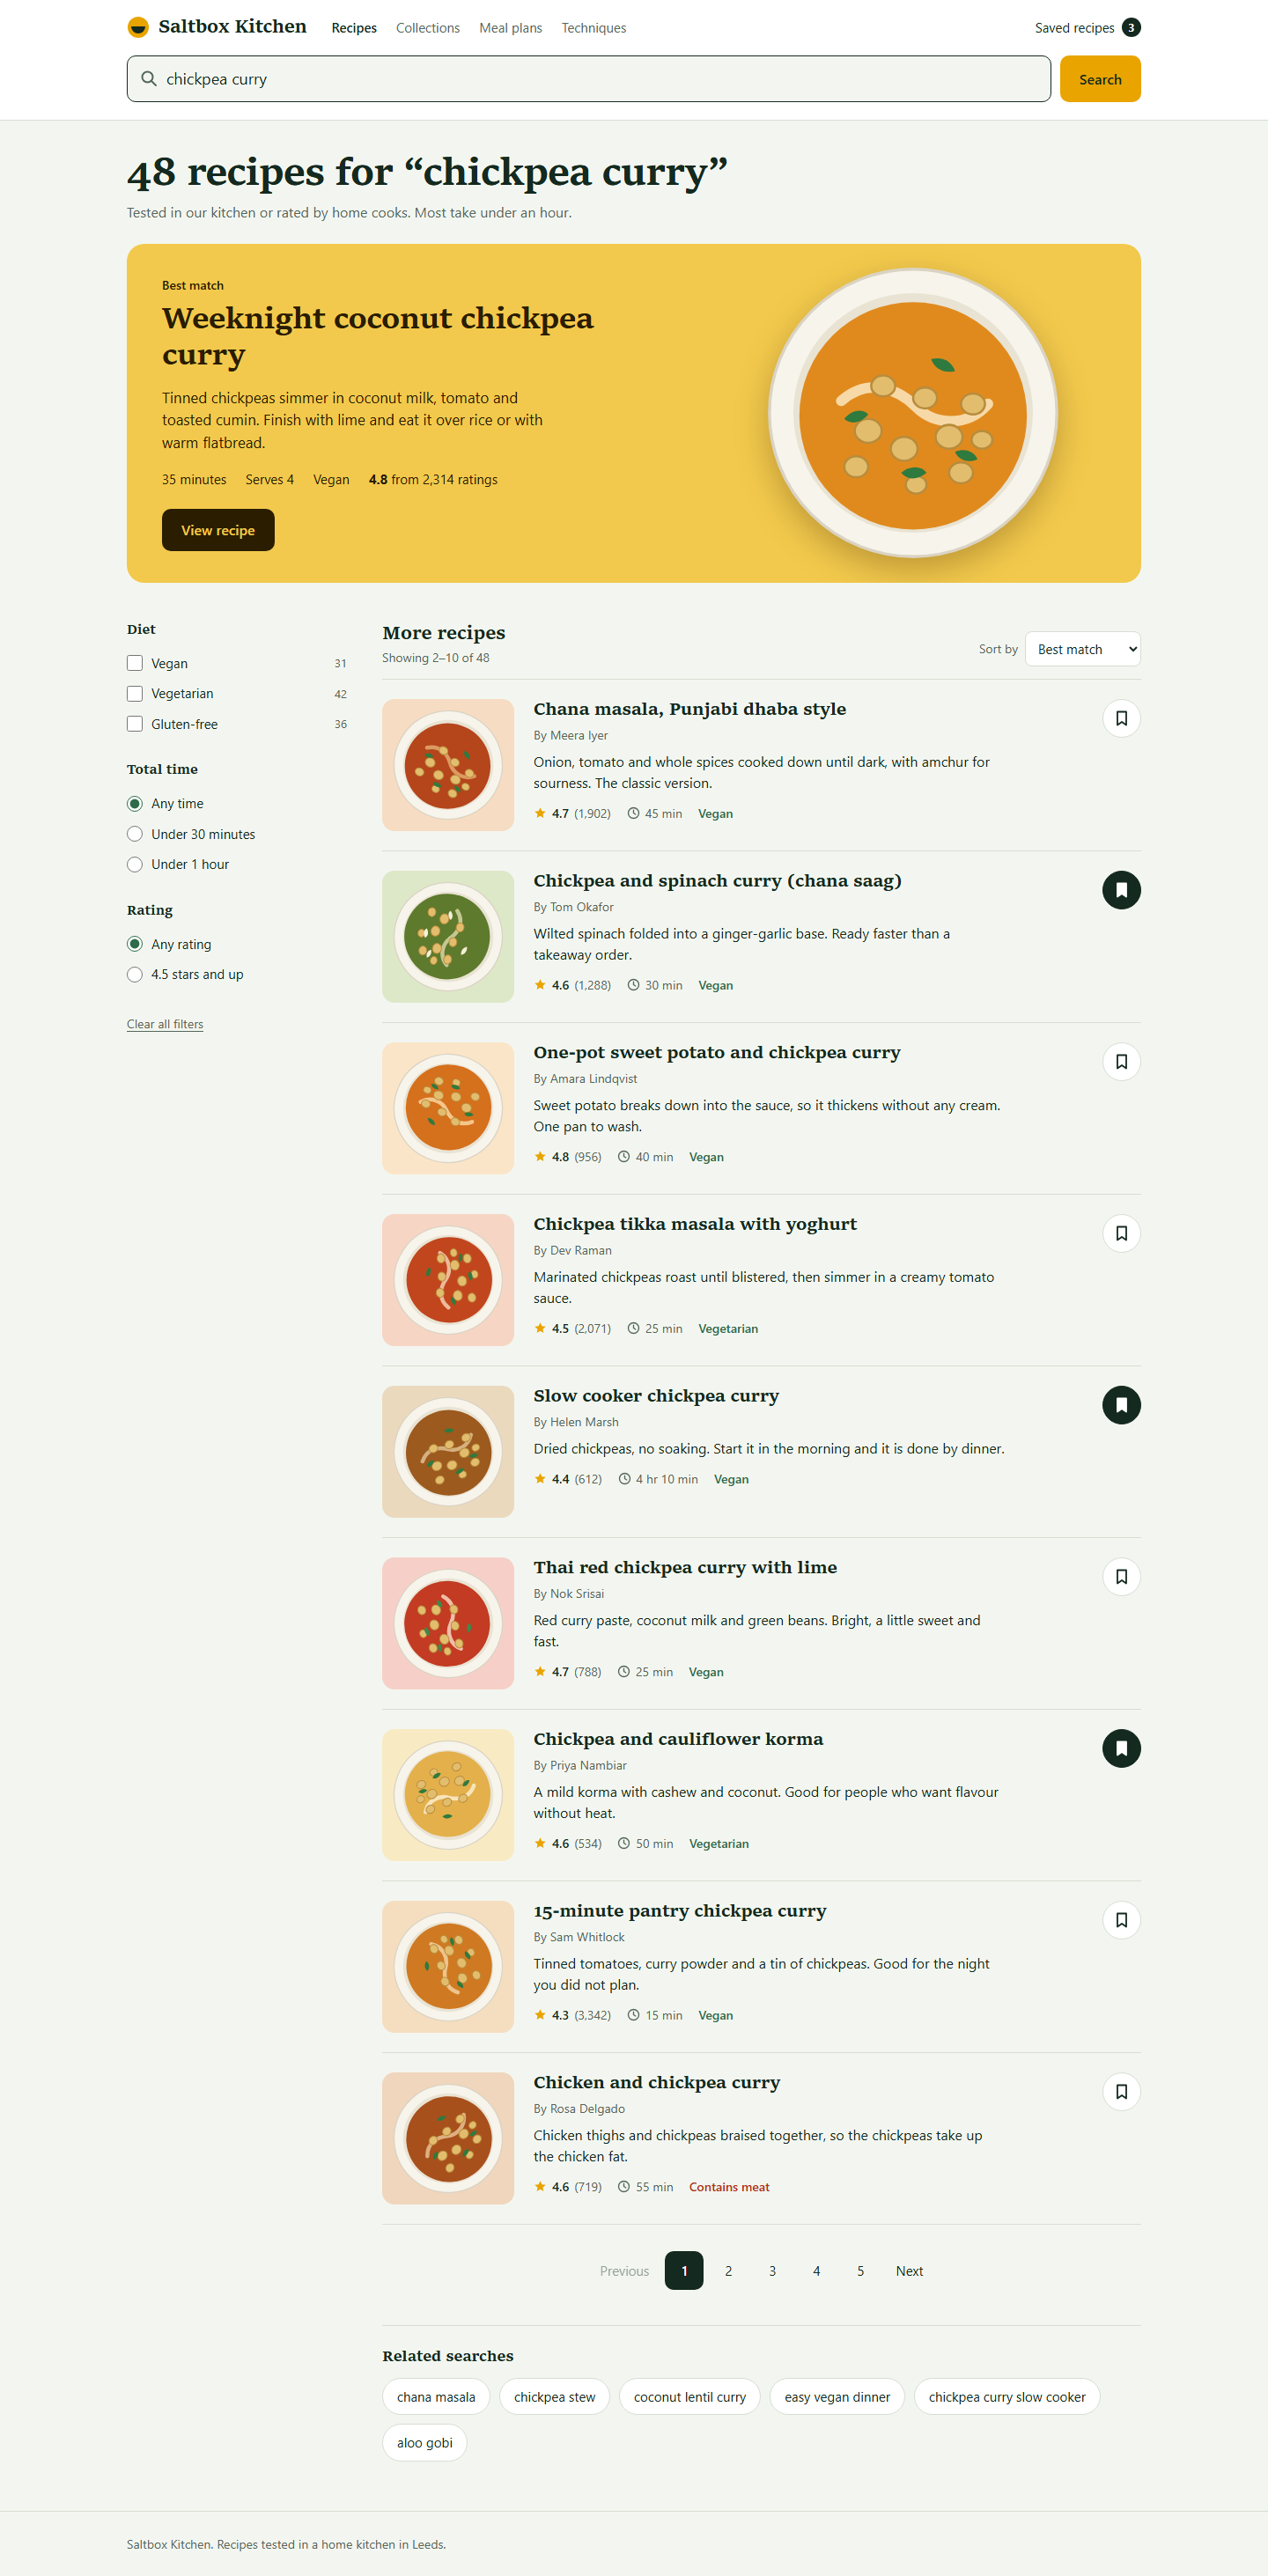 Saltbox Kitchen
Recipes
Collections
Meal plans
Techniques
Saved recipes 3
chickpea curry
Search
48 recipes for “chickpea curry”
Tested in our kitchen or rated by home cooks. Most take under an hour.
Best match
Weeknight coconut chickpea
curry
Tinned chickpeas simmer in coconut milk, tomato and
toasted cumin. Finish with lime and eat it over rice or with
warm flatbread.
35 minutes Serves 4 Vegan 4.8 from 2,314 ratings
View recipe
Diet
Vegan 31
Vegetarian 42
Gluten-free 36
Total time
Any time
Under 30 minutes
Under 1 hour
Rating
Any rating
4.5 stars and up
Clear all filters
More recipes
Showing 2–10 of 48
Sort by Best match
Chana masala, Punjabi dhaba style
By Meera Iyer
Onion, tomato and whole spices cooked down until dark, with amchur for
sourness. The classic version.
4.7 (1,902) 45 min Vegan
Chickpea and spinach curry (chana saag)
By Tom Okafor
Wilted spinach folded into a ginger-garlic base. Ready faster than a
takeaway order.
4.6 (1,288) 30 min Vegan
One-pot sweet potato and chickpea curry
By Amara Lindqvist
Sweet potato breaks down into the sauce, so it thickens without any cream.
One pan to wash.
4.8 (956) 40 min Vegan
Chickpea tikka masala with yoghurt
By Dev Raman
Marinated chickpeas roast until blistered, then simmer in a creamy tomato
sauce.
4.5 (2,071) 25 min Vegetarian
Slow cooker chickpea curry
By Helen Marsh
Dried chickpeas, no soaking. Start it in the morning and it is done by dinner.
4.4 (612) 4 hr 10 min Vegan
Thai red chickpea curry with lime
By Nok Srisai
Red curry paste, coconut milk and green beans. Bright, a little sweet and
fast.
4.7 (788) 25 min Vegan
Chickpea and cauliflower korma
By Priya Nambiar
A mild korma with cashew and coconut. Good for people who want flavour
without heat.
4.6 (534) 50 min Vegetarian
15-minute pantry chickpea curry
By Sam Whitlock
Tinned tomatoes, curry powder and a tin of chickpeas. Good for the night
you did not plan.
4.3 (3,342) 15 min Vegan
Chicken and chickpea curry
By Rosa Delgado
Chicken thighs and chickpeas braised together, so the chickpeas take up
the chicken fat.
4.6 (719) 55 min Contains meat
Previous 1 2 3 4 5 Next
Related searches
chana masala
chickpea stew
coconut lentil curry
easy vegan dinner
chickpea curry slow cooker
aloo gobi
Saltbox Kitchen. Recipes tested in a home kitchen in Leeds.